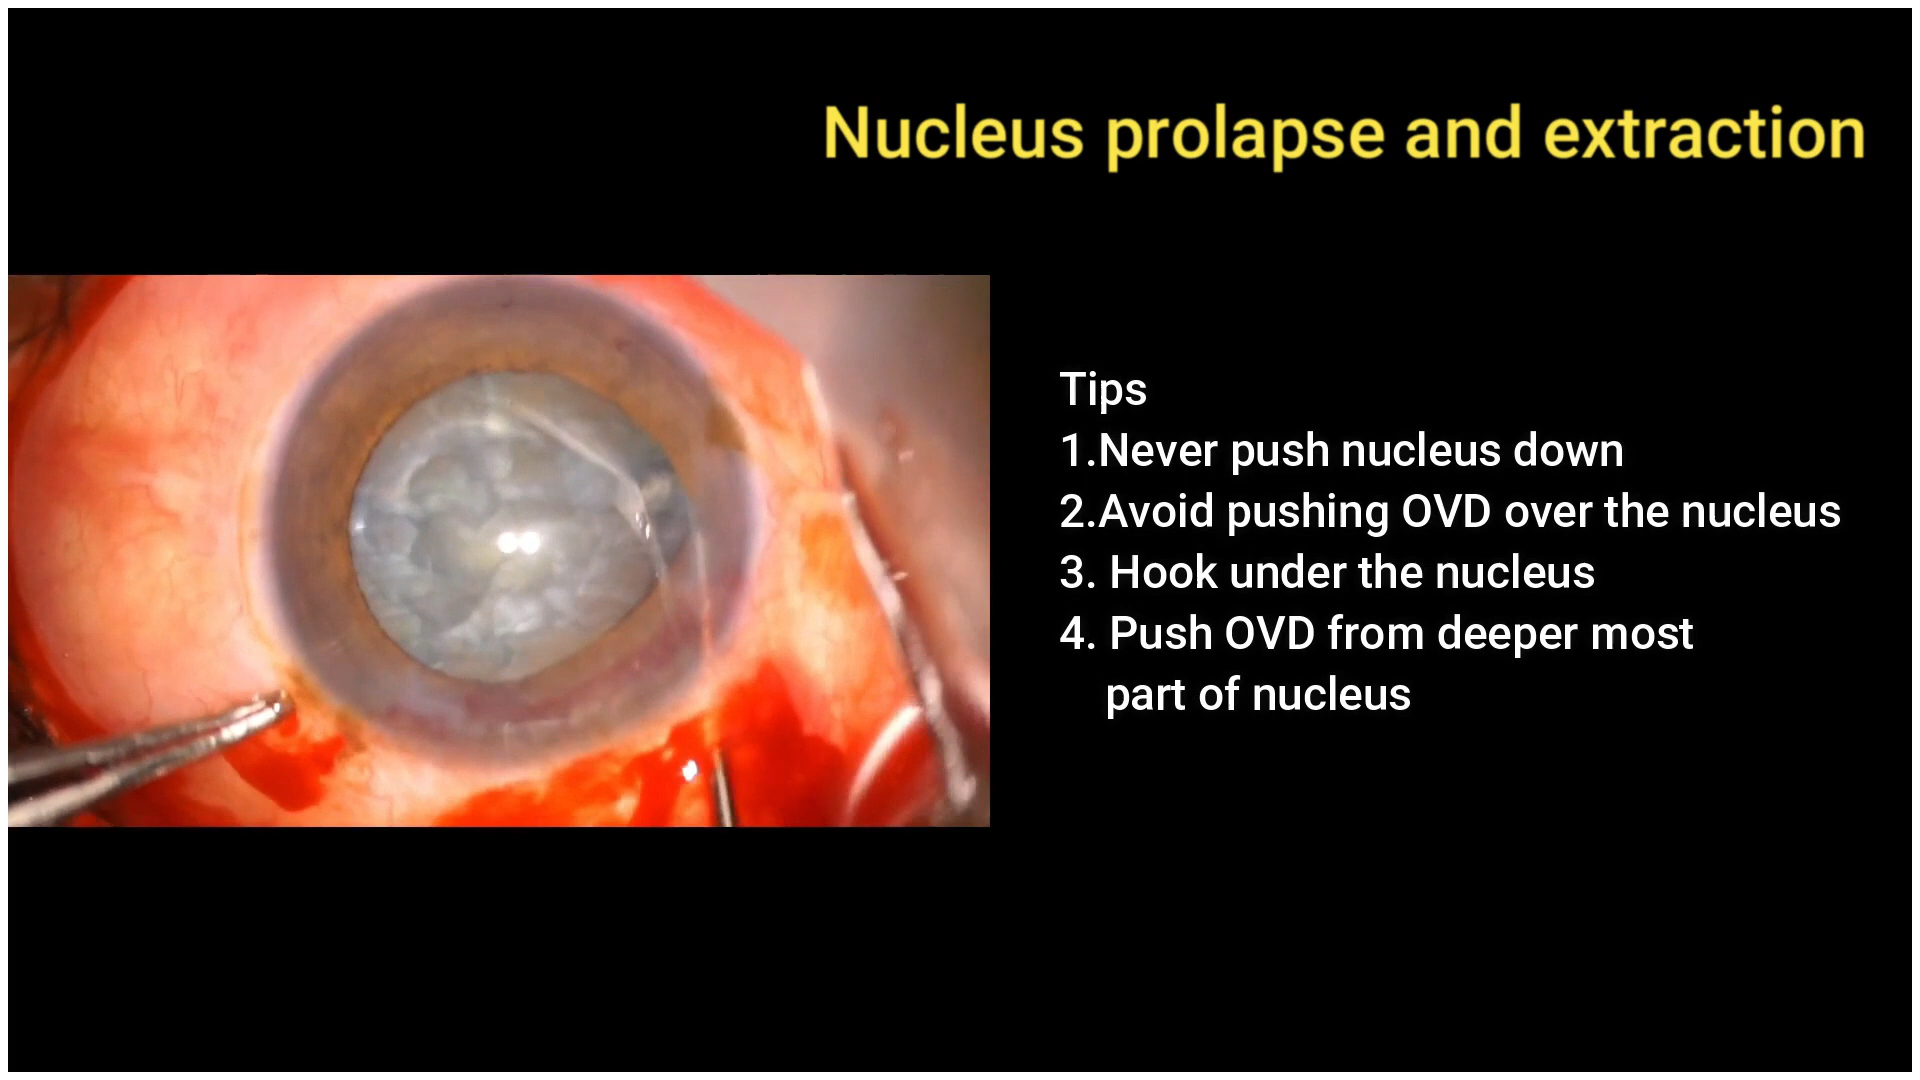 Nucleus prolapse and extraction
Tips
1.Never push nucleus down
2.Avoid pushing OVD over the nucleus
3. Hook under the nucleus
4. Push OVD from deeper most
part of nucleus